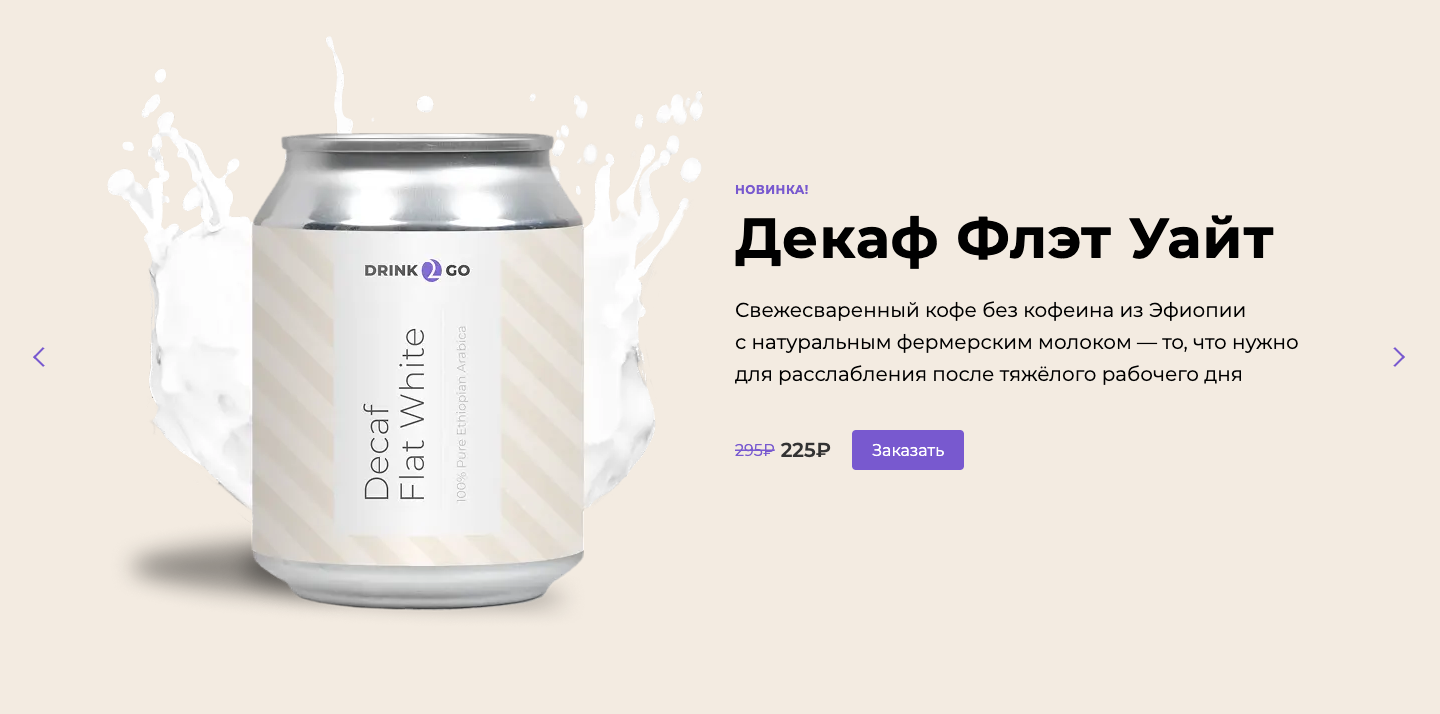 DRINK 2 GO
Decaf
Flat White
100% Pure Ethiopian Arabica
НОВИНКА!
Декаф Флэт Уайт
Свежесваренный кофе без кофеина из Эфиопии
с натуральным фермерским молоком — то, что нужно
для расслабления после тяжёлого рабочего дня
295₽ 225₽ Заказать